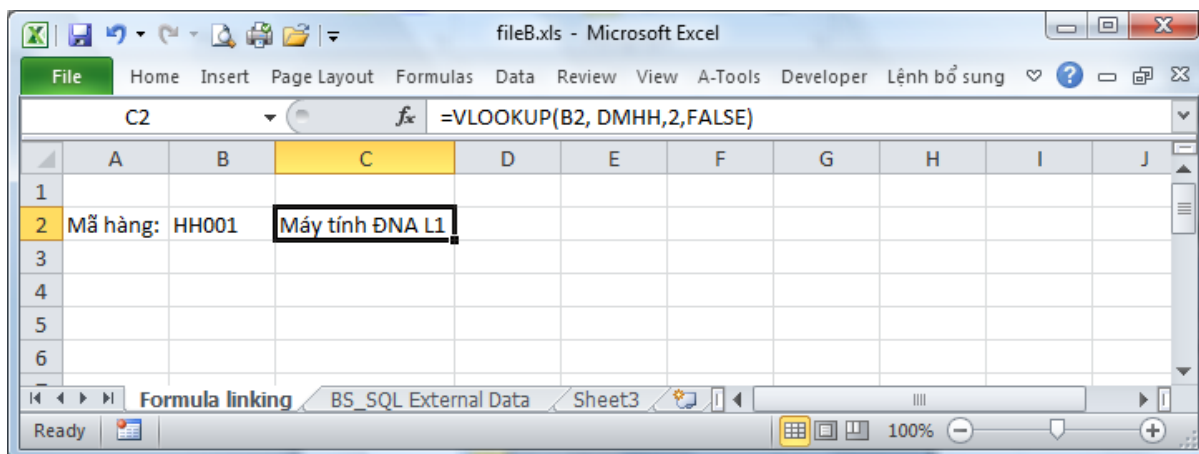 fileB.xls - Microsoft Excel
File Home Insert Page Layout Formulas Data Review View A-Tools Developer Lệnh bổ sung
C2 fx =VLOOKUP(B2, DMHH,2,FALSE)
A B C D E F G H I J
1
2 Mã hàng: HH001 Máy tính ĐNA L1
3
4
5
6
Formula linking BS_SQL External Data Sheet3
Ready 100%